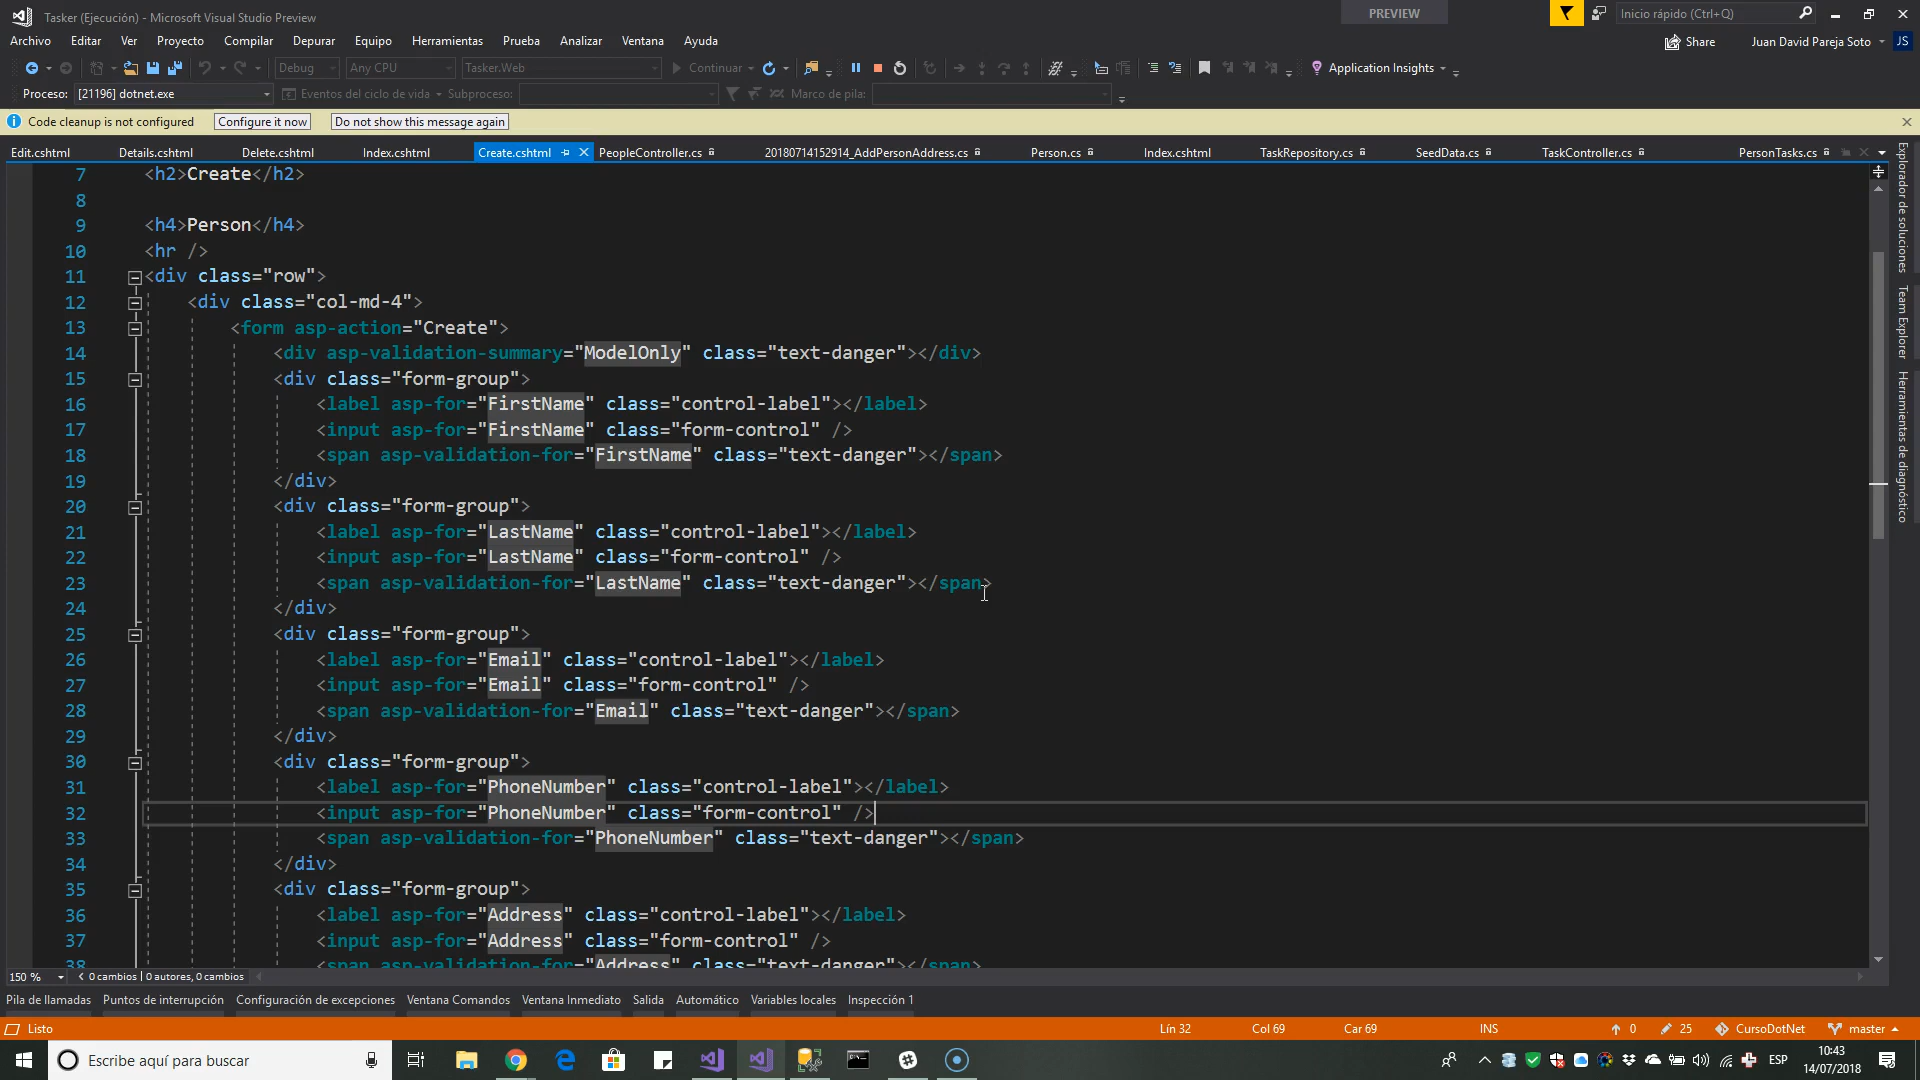 Tasker (Ejecución) - Microsoft Visual Studio Preview
PREVIEW
Inicio rápido (Ctrl+Q)
Archivo Editar Ver Proyecto Compilar Depurar Equipo Herramientas Prueba Analizar Ventana Ayuda
Share
Juan David Pareja Soto
JS
Debug Any CPU Tasker.Web Continuar Application Insights
Proceso: [21196] dotnet.exe Eventos del ciclo de vida Subproceso: Marco de pila:
Code cleanup is not configured Configure it now Do not show this message again
Edit.cshtml Details.cshtml Delete.cshtml Index.cshtml Create.cshtml PeopleController.cs 20180714152914_AddPersonAddress.cs Person.cs Index.cshtml TaskRepository.cs SeedData.cs TaskController.cs PersonTasks.cs
7 <h2>Create</h2>
8
9 <h4>Person</h4>
10 <hr />
11 <div class="row">
12 <div class="col-md-4">
13 <form asp-action="Create">
14 <div asp-validation-summary="ModelOnly" class="text-danger"></div>
15 <div class="form-group">
16 <label asp-for="FirstName" class="control-label"></label>
17 <input asp-for="FirstName" class="form-control" />
18 <span asp-validation-for="FirstName" class="text-danger"></span>
19 </div>
20 <div class="form-group">
21 <label asp-for="LastName" class="control-label"></label>
22 <input asp-for="LastName" class="form-control" />
23 <span asp-validation-for="LastName" class="text-danger"></span>
24 </div>
25 <div class="form-group">
26 <label asp-for="Email" class="control-label"></label>
27 <input asp-for="Email" class="form-control" />
28 <span asp-validation-for="Email" class="text-danger"></span>
29 </div>
30 <div class="form-group">
31 <label asp-for="PhoneNumber" class="control-label"></label>
32 <input asp-for="PhoneNumber" class="form-control" />
33 <span asp-validation-for="PhoneNumber" class="text-danger"></span>
34 </div>
35 <div class="form-group">
36 <label asp-for="Address" class="control-label"></label>
37 <input asp-for="Address" class="form-control" />
38 <span asp-validation-for="Address" class="text-danger"></span>
Explorador de soluciones
Team Explorer
Herramientas de diagnóstico
150 % 0 cambios | 0 autores, 0 cambios
Pila de llamadas Puntos de interrupción Configuración de excepciones Ventana Comandos Ventana Inmediato Salida Automático Variables locales Inspección 1
Listo Lín 32 Col 69 Car 69 INS 0 25 CursoDotNet master
Escribe aquí para buscar
ESP
10:43
14/07/2018